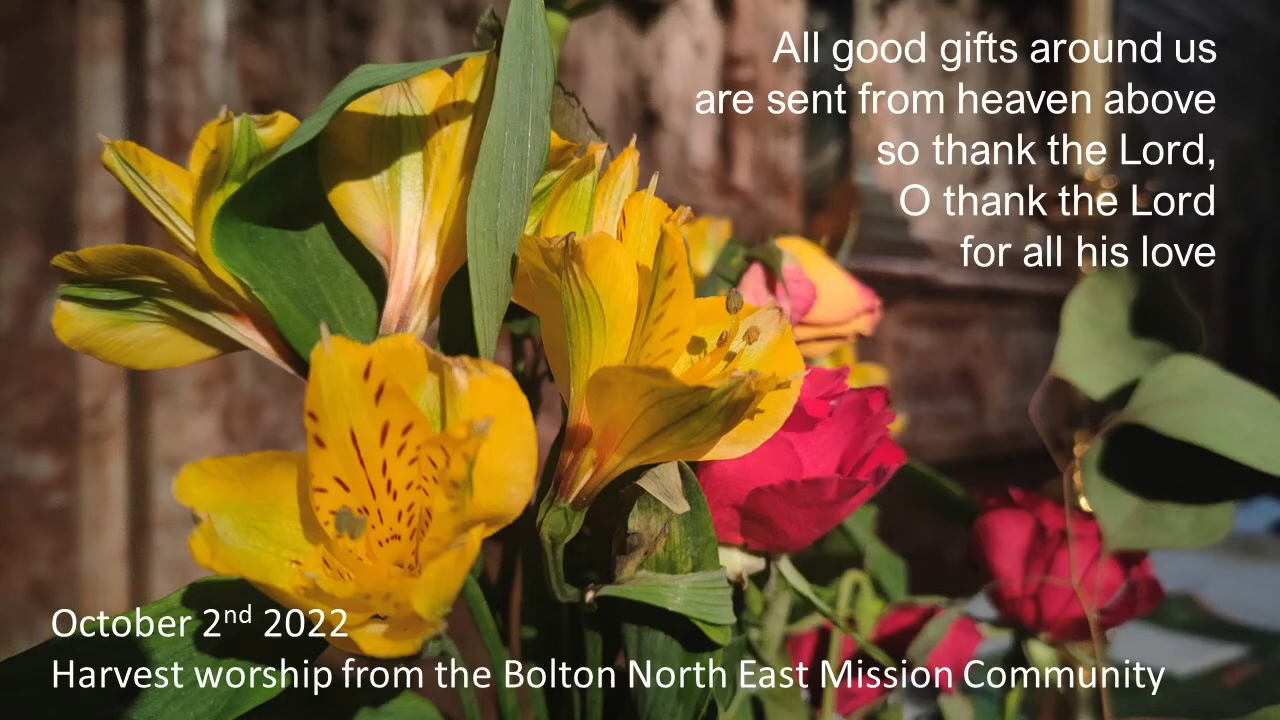 All good gifts around us
are sent from heaven above
so thank the Lord,
O thank the Lord
for all his love
October 2nd 2022
Harvest worship from the Bolton North East Mission Community